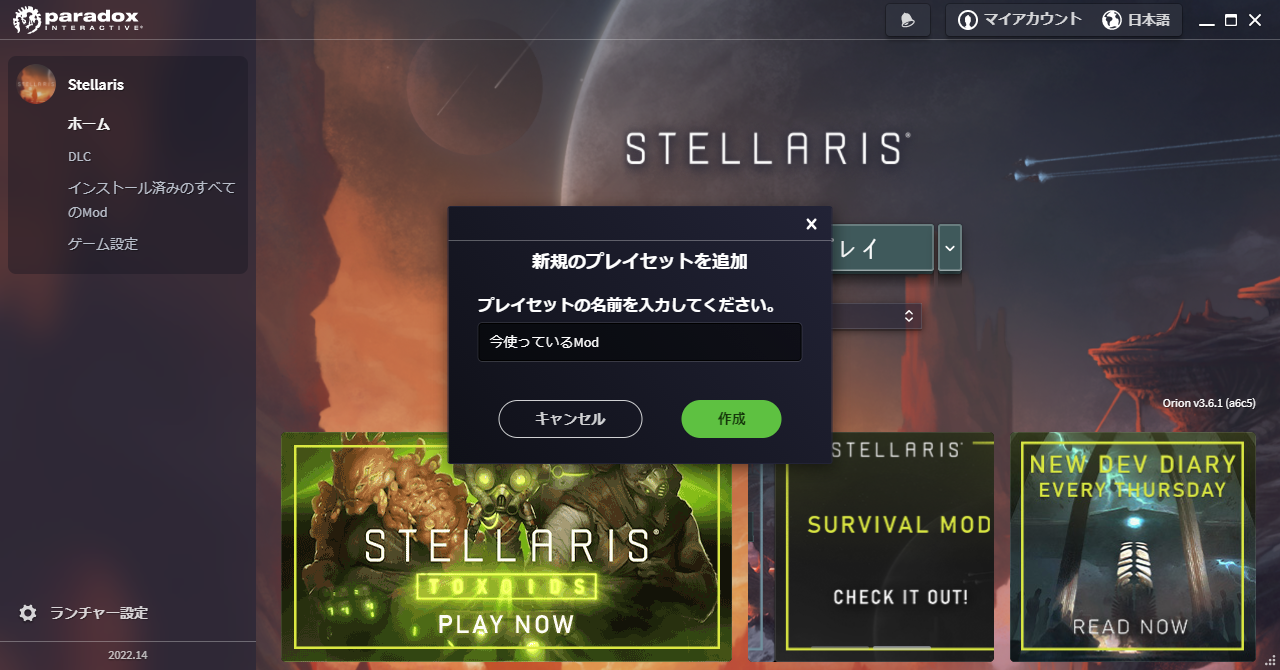 paradox
INTERACTIVE
マイアカウント
日本語
Stellaris
ホーム
DLC
インストール済みのすべて
のMod
ゲーム設定
STELLARIS
レイ
新規のプレイセットを追加
プレイセットの名前を入力してください。
今使っているMod
キャンセル
作成
Orion v3.6.1 (a6c5)
STELLARIS
TOXOIDS
PLAY NOW
STELLARIS
SURVIVAL MOD
CHECK IT OUT!
NEW DEV DIARY
EVERY THURSDAY
READ NOW
ランチャー設定
2022.14